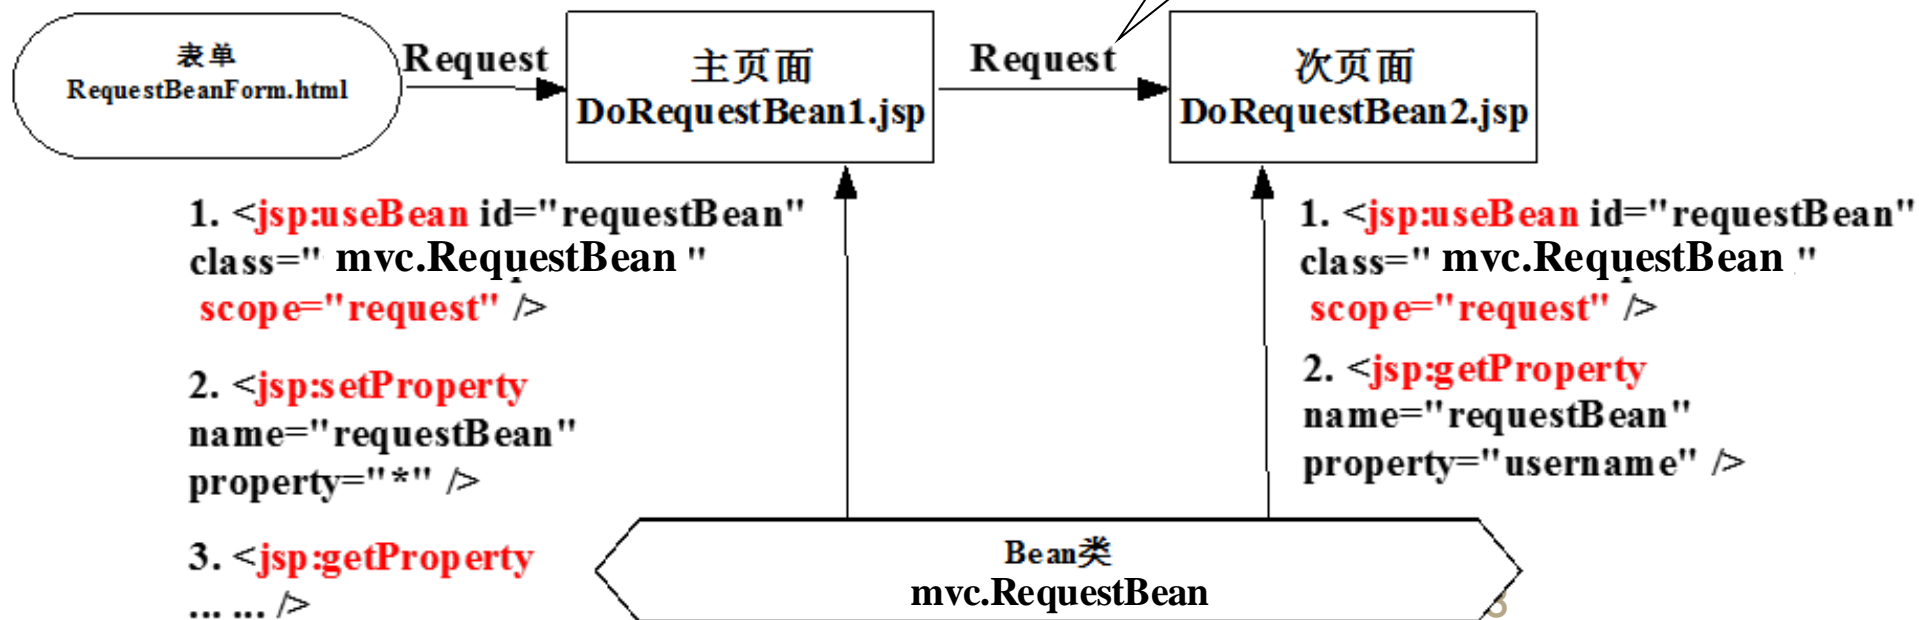 表单
RequestBeanForm.html
Request
主页面
DoRequestBean1.jsp
Request
次页面
DoRequestBean2.jsp
1. <jsp:useBean id="requestBean"
class=" mvc.RequestBean "
scope="request" />
2. <jsp:setProperty
name="requestBean"
property="*" />
3. <jsp:getProperty
... ... />
1. <jsp:useBean id="requestBean"
class=" mvc.RequestBean "
scope="request" />
2. <jsp:getProperty
name="requestBean"
property="username" />
Bean类
mvc.RequestBean